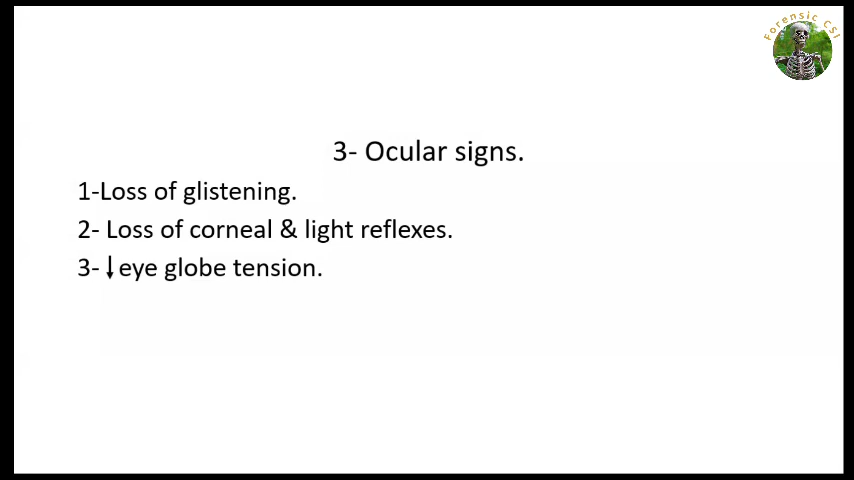 Forensic CSI
3- Ocular signs.
1-Loss of glistening.
2- Loss of corneal & light reflexes.
3- ↓eye globe tension.